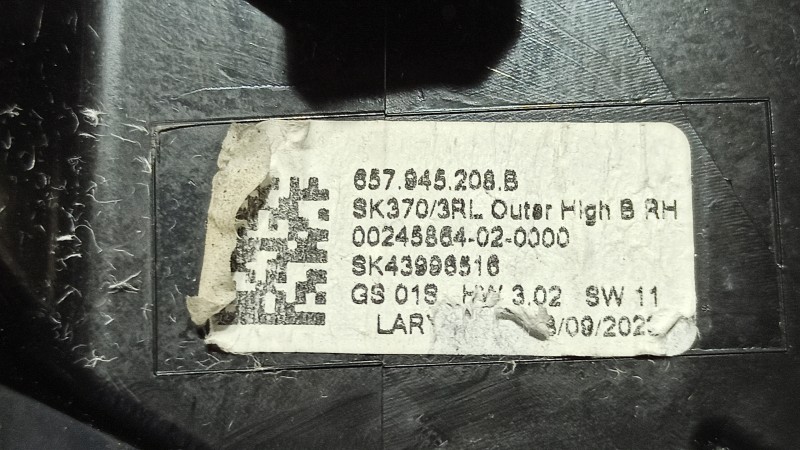 657.945.208.B
SK370/3RL Outer High B RH
00245864-02-0000
SK43996516
GS 01S HW 3.02 SW 11